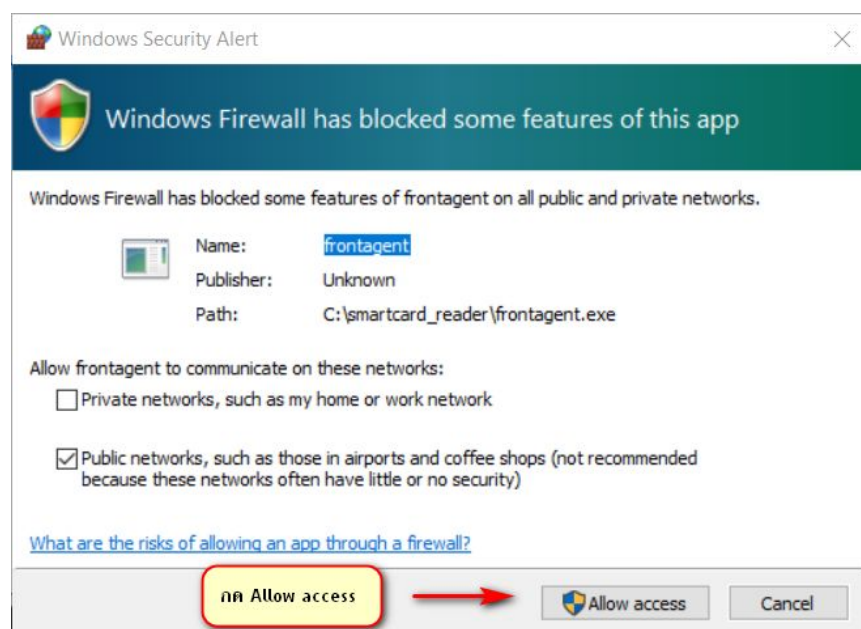 Windows Security Alert
Windows Firewall has blocked some features of this app
Windows Firewall has blocked some features of frontagent on all public and private networks.
Name: frontagent
Publisher: Unknown
Path: C:\smartcard_reader\frontagent.exe
Allow frontagent to communicate on these networks:
Private networks, such as my home or work network
Public networks, such as those in airports and coffee shops (not recommended
because these networks often have little or no security)
What are the risks of allowing an app through a firewall?
กด Allow access
Allow access Cancel